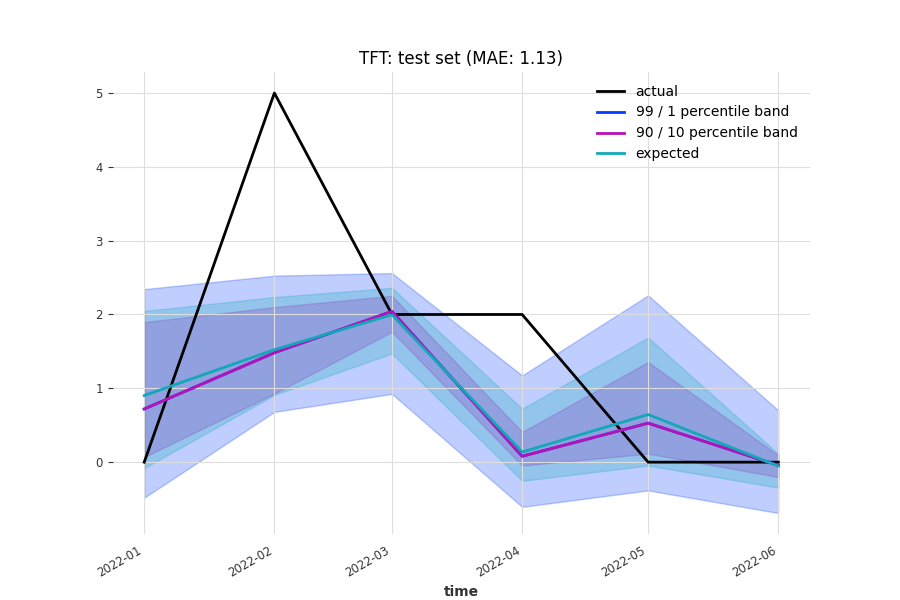 TFT: test set (MAE: 1.13)
actual
99 / 1 percentile band
90 / 10 percentile band
expected
5
4
3
2
1
0
2022-01
2022-02
2022-03
2022-04
2022-05
2022-06
time